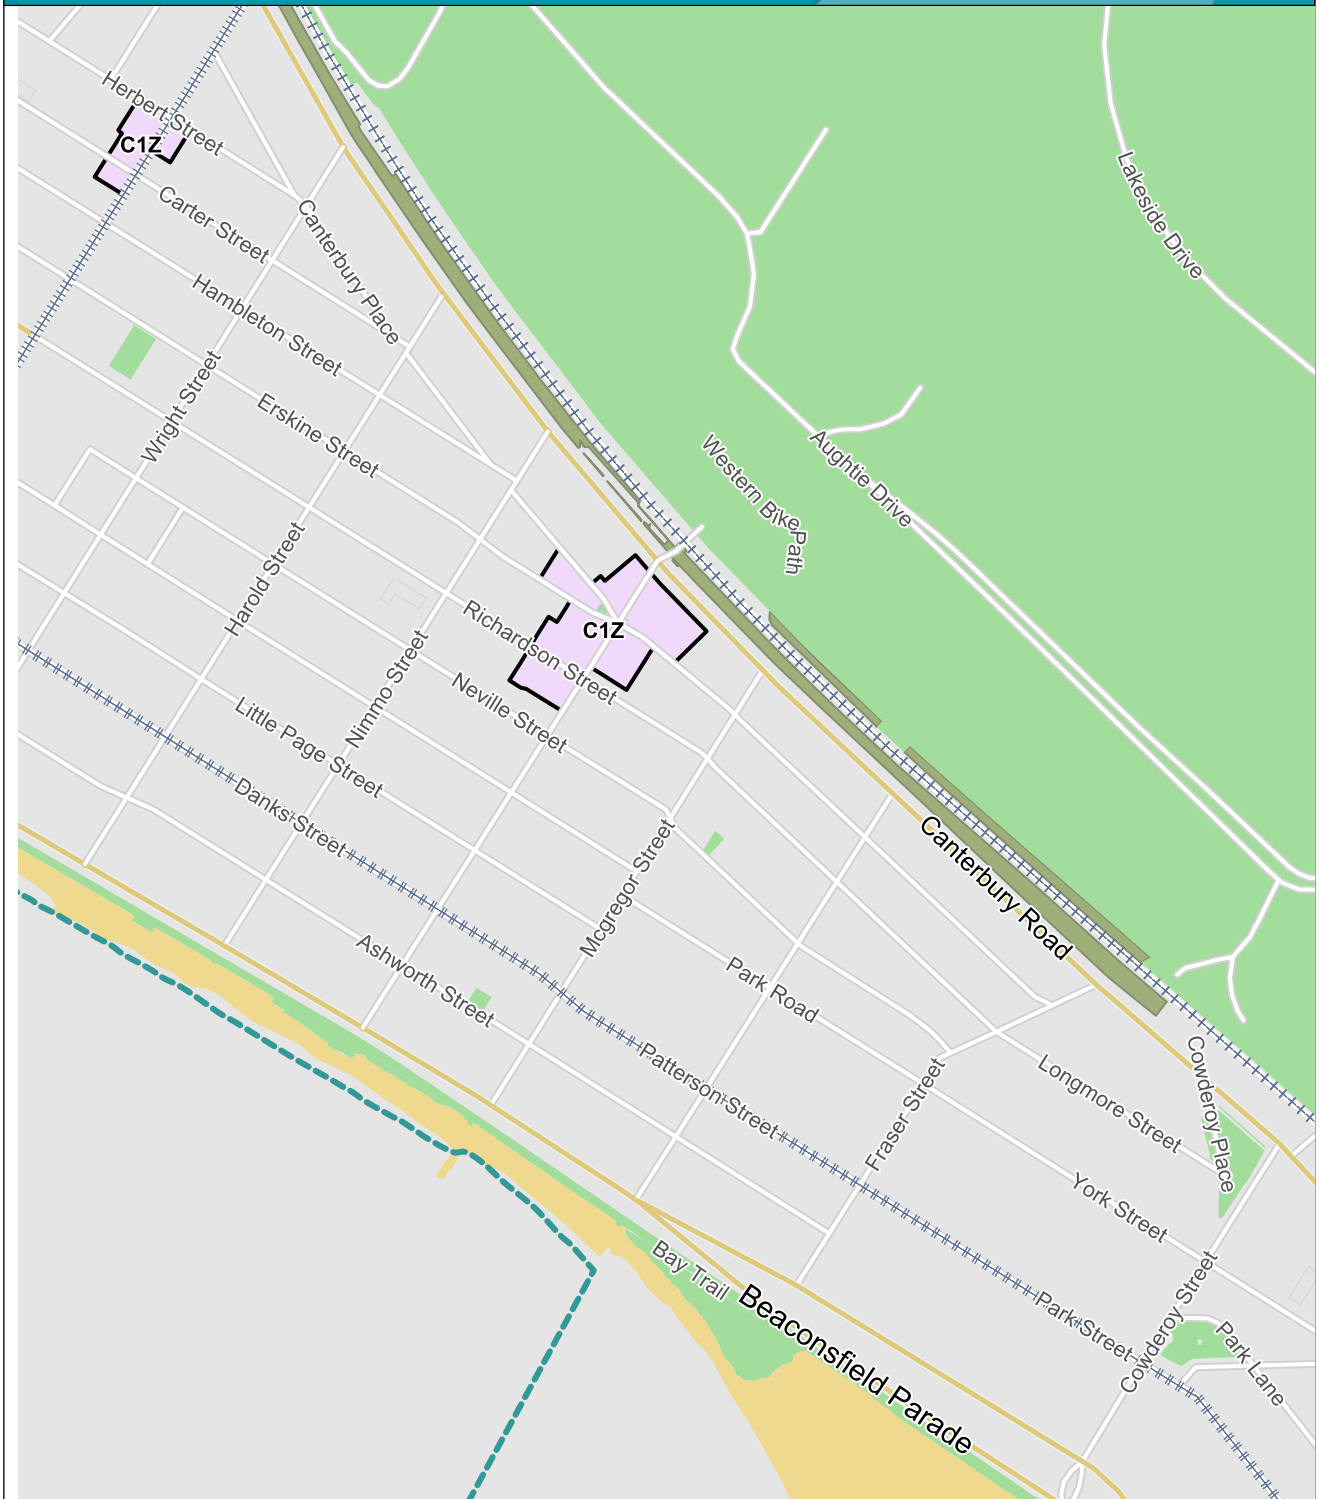 Herbert Street
C1Z
Lakeside Drive
Carter Street
Canterbury Place
Hambleton Street
Wright Street
Erskine Street
Western Bike Path
Aughtie Drive
Harold Street
C1Z
Richardson Street
Nimmo Street
Neville Street
Little Page Street
Danks Street
Canterbury Road
Mcgregor Street
Ashworth Street
Park Road
Patterson Street
Fraser Street
Longmore Street
Cowderoy Place
York Street
Bay Trail
Beaconsfield Parade
Park Street
Cowderoy Street
Park Lane